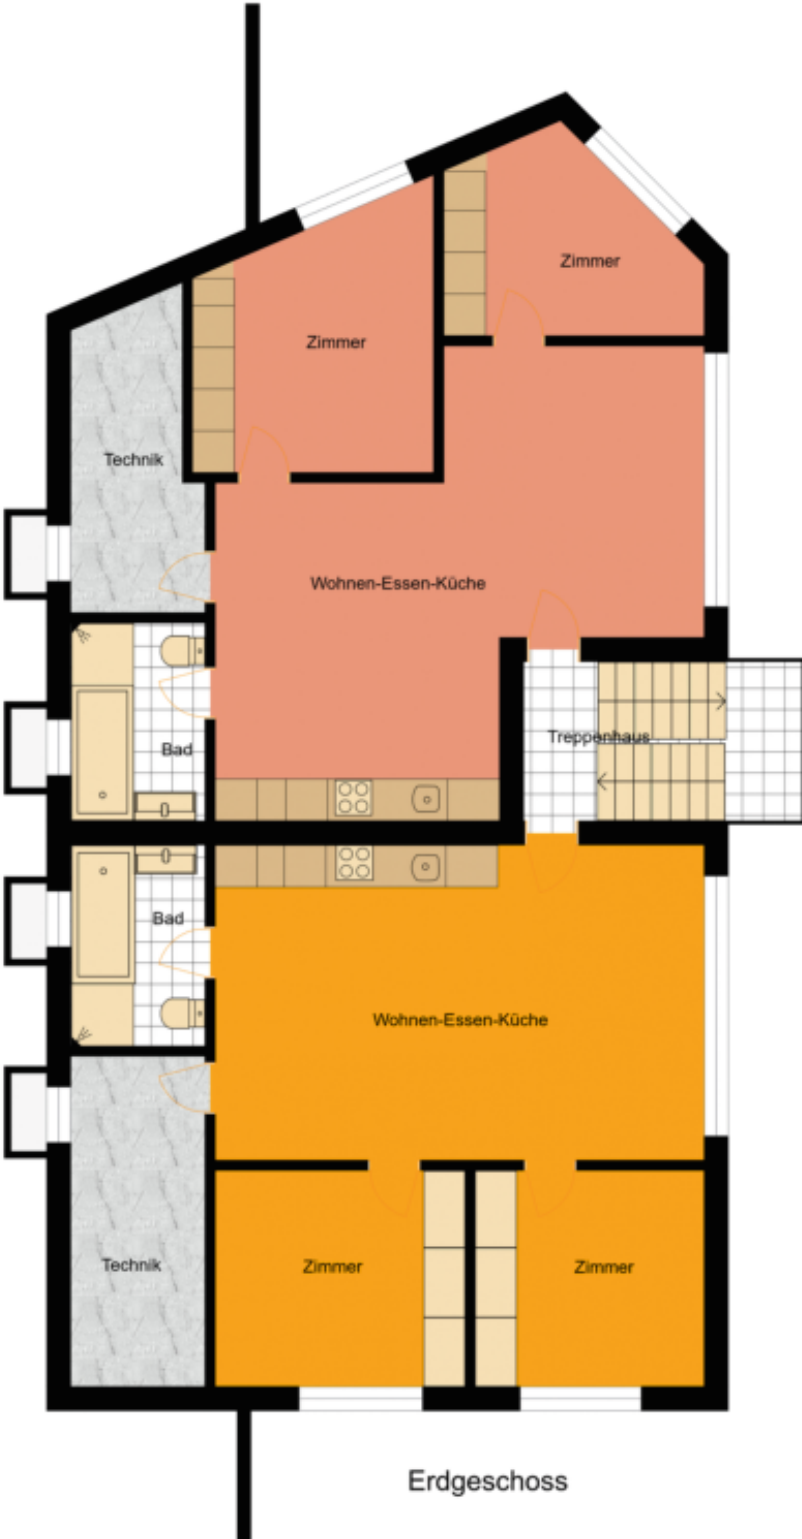 Zimmer
Zimmer
Technik
Wohnen-Essen-Küche
Treppenhaus
Bad
Bad
Wohnen-Essen-Küche
Technik
Zimmer
Zimmer
Erdgeschoss